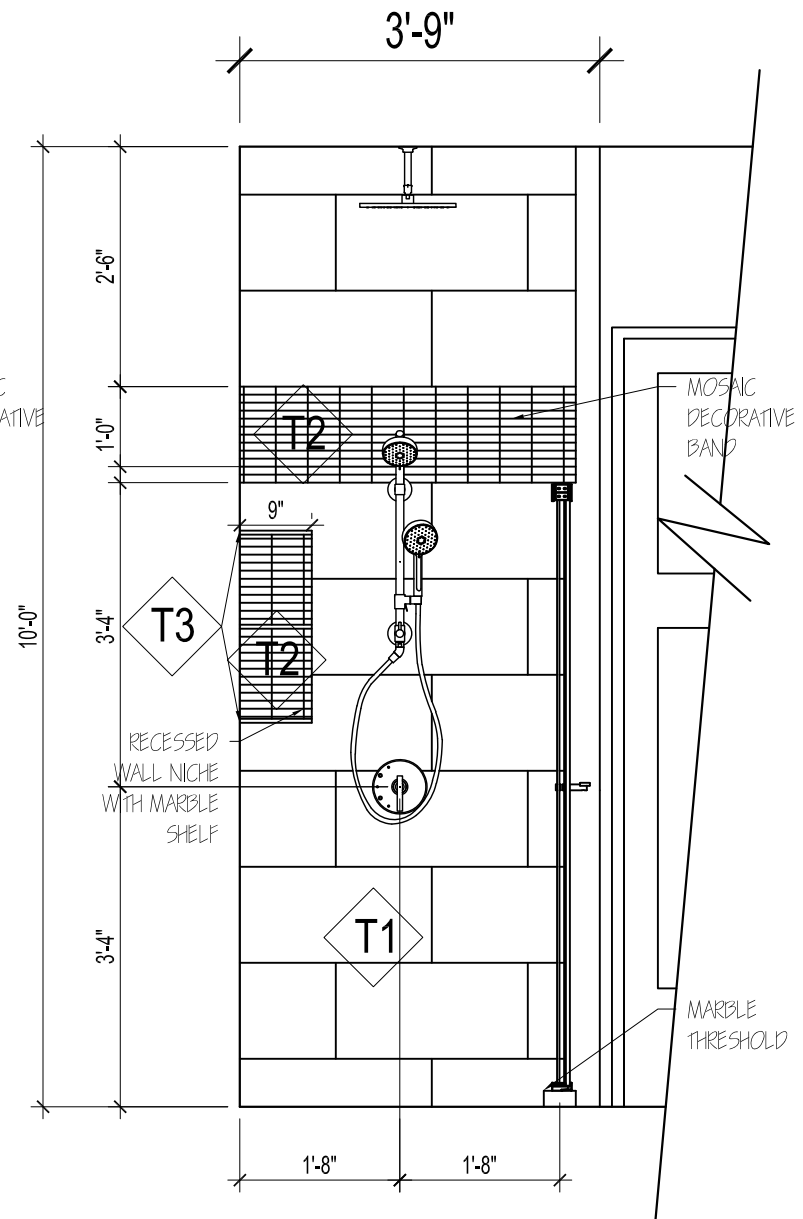 3'-9"
2'-6"
C
ATIVE
MOSAIC
DECORATIVE
BAND
1'-0"
T2
9"
10'-0"
3'-4"
T3
T2
RECESSED
WALL NICHE
WITH MARBLE
SHELF
3'-4"
T1
MARBLE
THRESHOLD
1'-8"
1'-8"